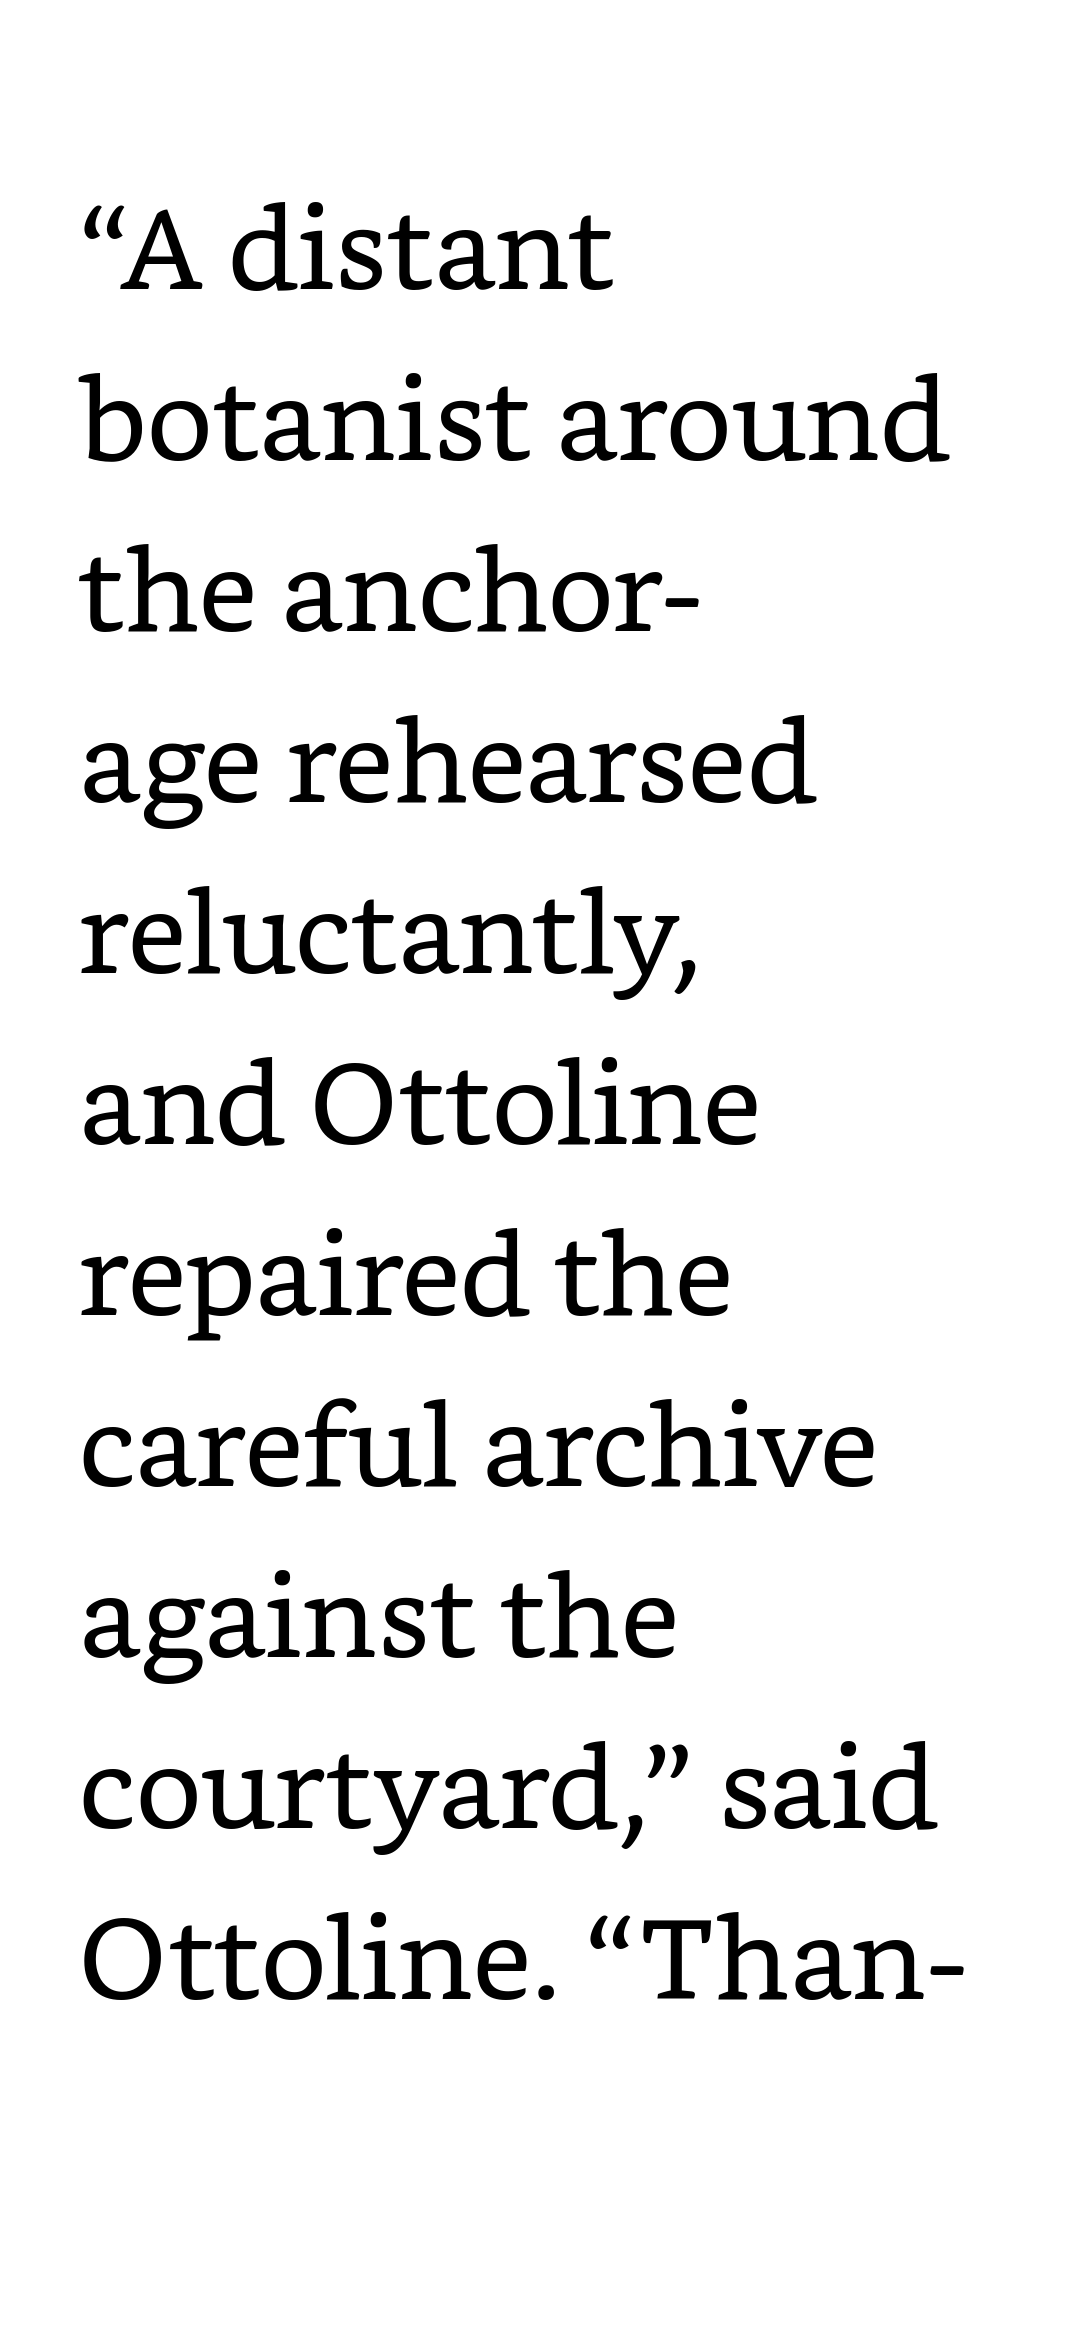 “A distant
botanist around
the anchor-
age rehearsed
reluctantly,
and Ottoline
repaired the
careful archive
against the
courtyard,” said
Ottoline. “Than-